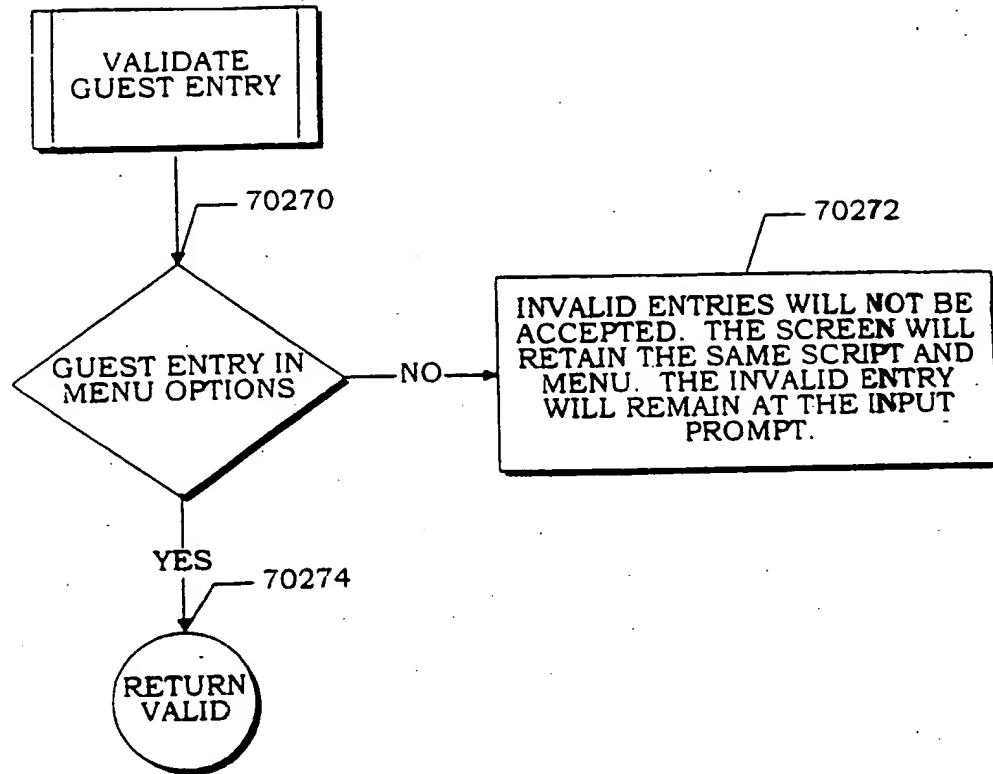 VALIDATE
GUEST ENTRY
70270
70272
GUEST ENTRY IN
MENU OPTIONS
NO
INVALID ENTRIES WILL NOT BE
ACCEPTED. THE SCREEN WILL
RETAIN THE SAME SCRIPT AND
MENU. THE INVALID ENTRY
WILL REMAIN AT THE INPUT
PROMPT.
YES
70274
RETURN
VALID